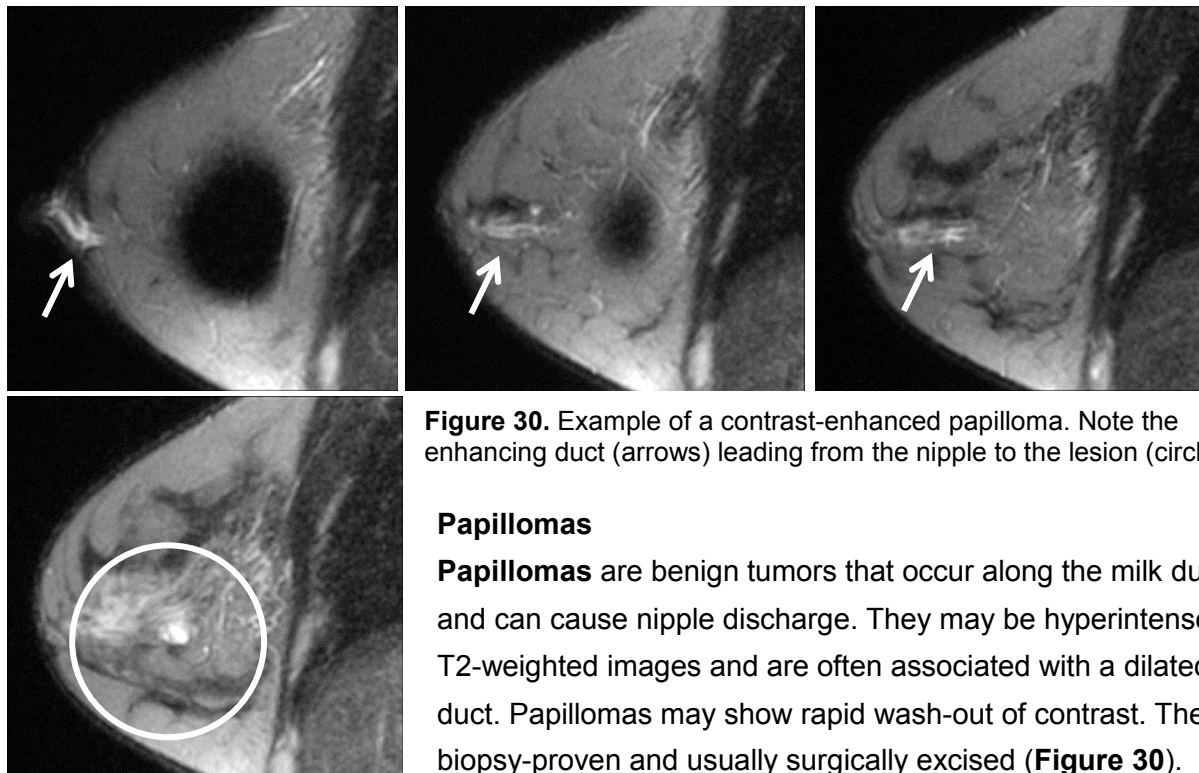 Figure 30. Example of a contrast-enhanced papilloma. Note the
enhancing duct (arrows) leading from the nipple to the lesion
Papillomas
Papillomas are benign tumors that occur along the milk
and can cause nipple discharge. They may be hyperintense
T2-weighted images and are often associated with a dilated
duct. Papillomas may show rapid wash-out of contrast.
biopsy-proven and usually surgically excised (Figure 30).